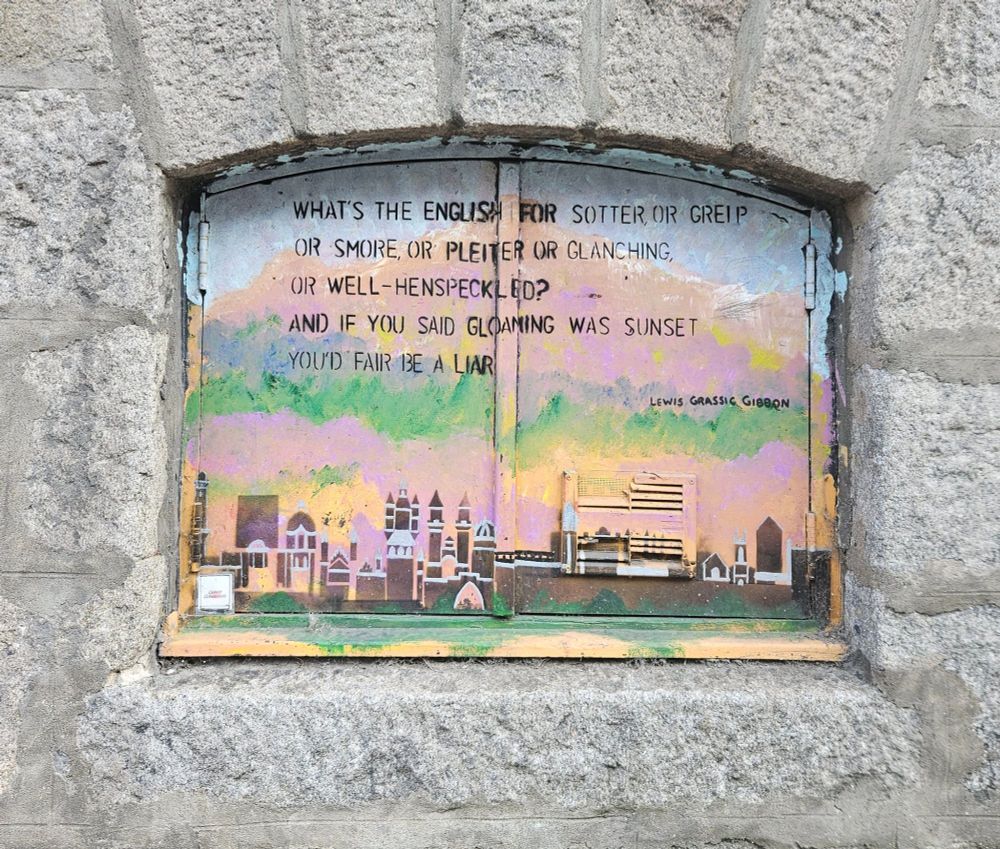 WHAT'S THE ENGLISH FOR SOTTER, OR GREIP
OR SMORE, OR PLEITER OR GLANCHING,
OR WELL-HENSPECKLED?
AND IF YOU SAID GLOAMING WAS SUNSET
YOU'D FAIR BE A LIAR
LEWIS GRASSIC GIBBON